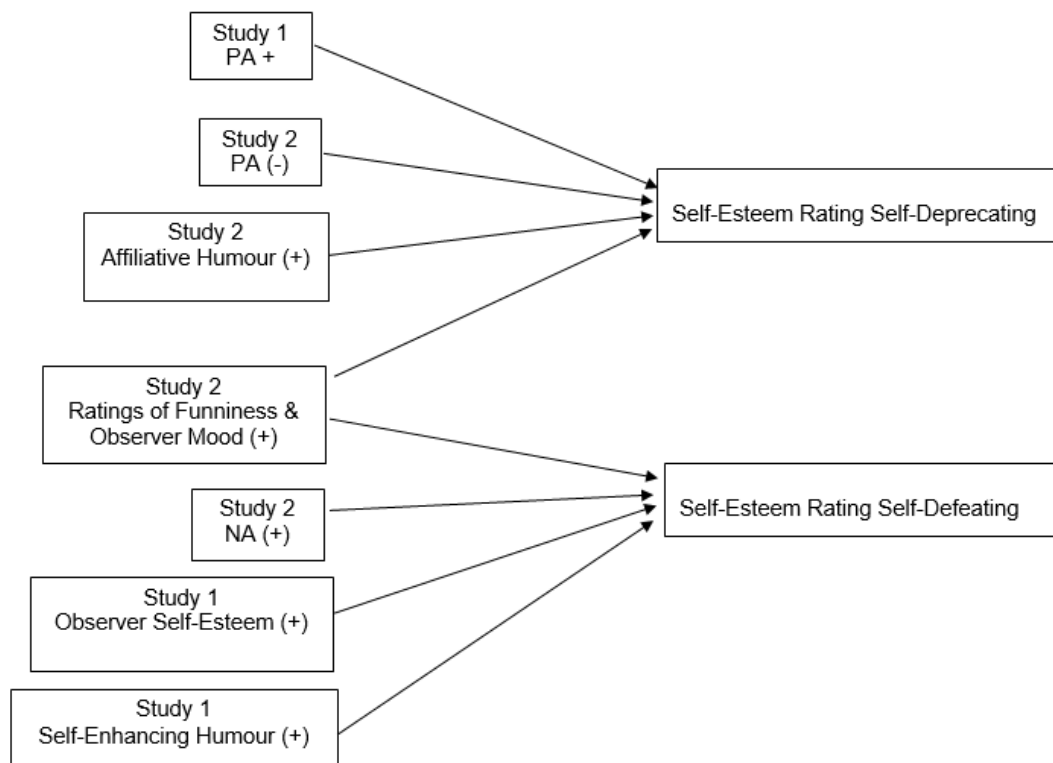 Study 1
PA +
Study 2
PA (-)
Self-Esteem Rating Self-Deprecating
Study 2
Affiliative Humour (+)
Study 2
Ratings of Funniness &
Observer Mood (+)
Study 2
NA (+)
Self-Esteem Rating Self-Defeating
Study 1
Observer Self-Esteem (+)
Study 1
Self-Enhancing Humour (+)